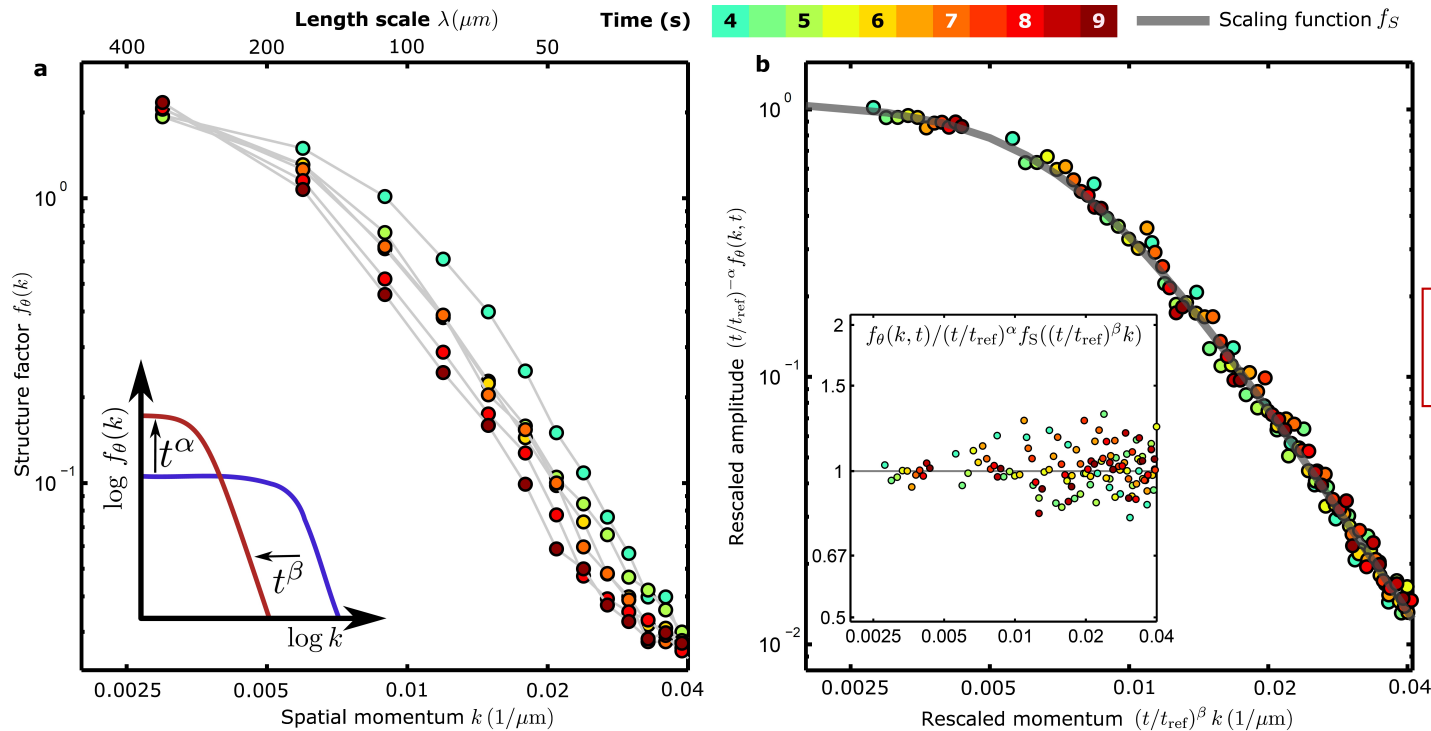 Length scale λ(μm)
Time (s)
4 5 6 7 8 9
Scaling function f_S
400 200 100 50
a
Structure factor f_θ(k)
10^0
10^−1
log f_θ(k)
t^α
t^β
log k
0.0025 0.005 0.01 0.02 0.04
Spatial momentum k (1/μm)
b
Rescaled amplitude (t/t_ref)^−α f_θ(k, t)
10^0
10^−1
10^−2
f_θ(k, t)/(t/t_ref)^α f_S((t/t_ref)^β k)
2
1.5
1
0.67
0.5
0.0025 0.005 0.01 0.02 0.04
0.0025 0.005 0.01 0.02 0.04
Rescaled momentum (t/t_ref)^β k (1/μm)